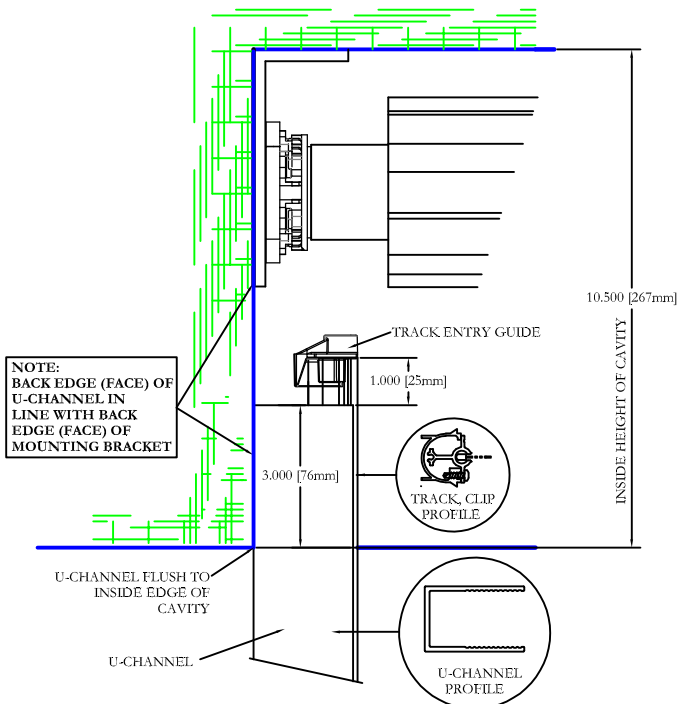 10.500 [267mm]
INSIDE HEIGHT OF CAVITY
TRACK ENTRY GUIDE
1.000 [25mm]
NOTE:
BACK EDGE (FACE) OF
U-CHANNEL IN
LINE WITH BACK
EDGE (FACE) OF
MOUNTING BRACKET
3.000 [76mm]
TRACK, CLIP
PROFILE
U-CHANNEL FLUSH TO
INSIDE EDGE OF
CAVITY
U-CHANNEL
U-CHANNEL
PROFILE